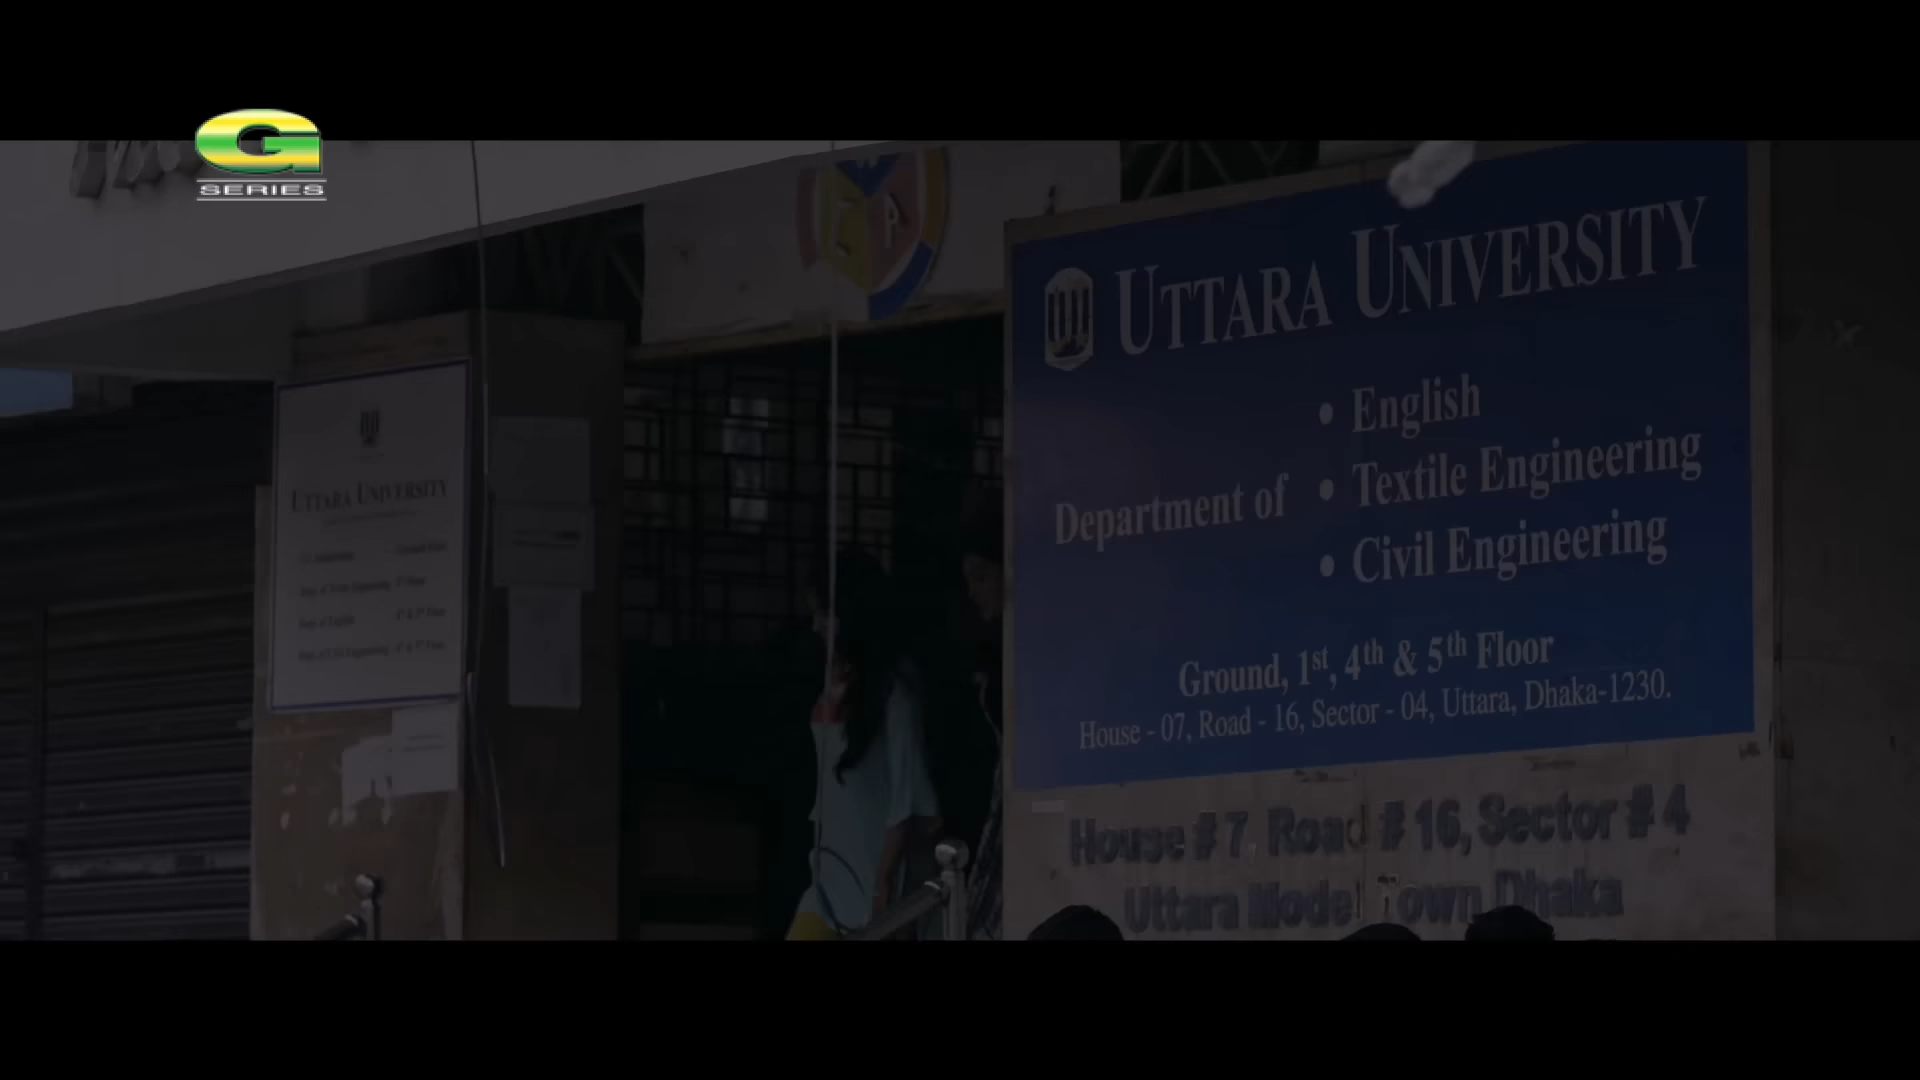 G
SERIES
UTTARA UNIVERSITY
UTTARA UNIVERSITY
Department of
• English
• Textile Engineering
• Civil Engineering
Ground, 1st, 4th & 5th Floor
House - 07, Road - 16, Sector - 04, Uttara, Dhaka-1230.
House # 7, Road # 16, Sector # 4
Uttara Model Town Dhaka